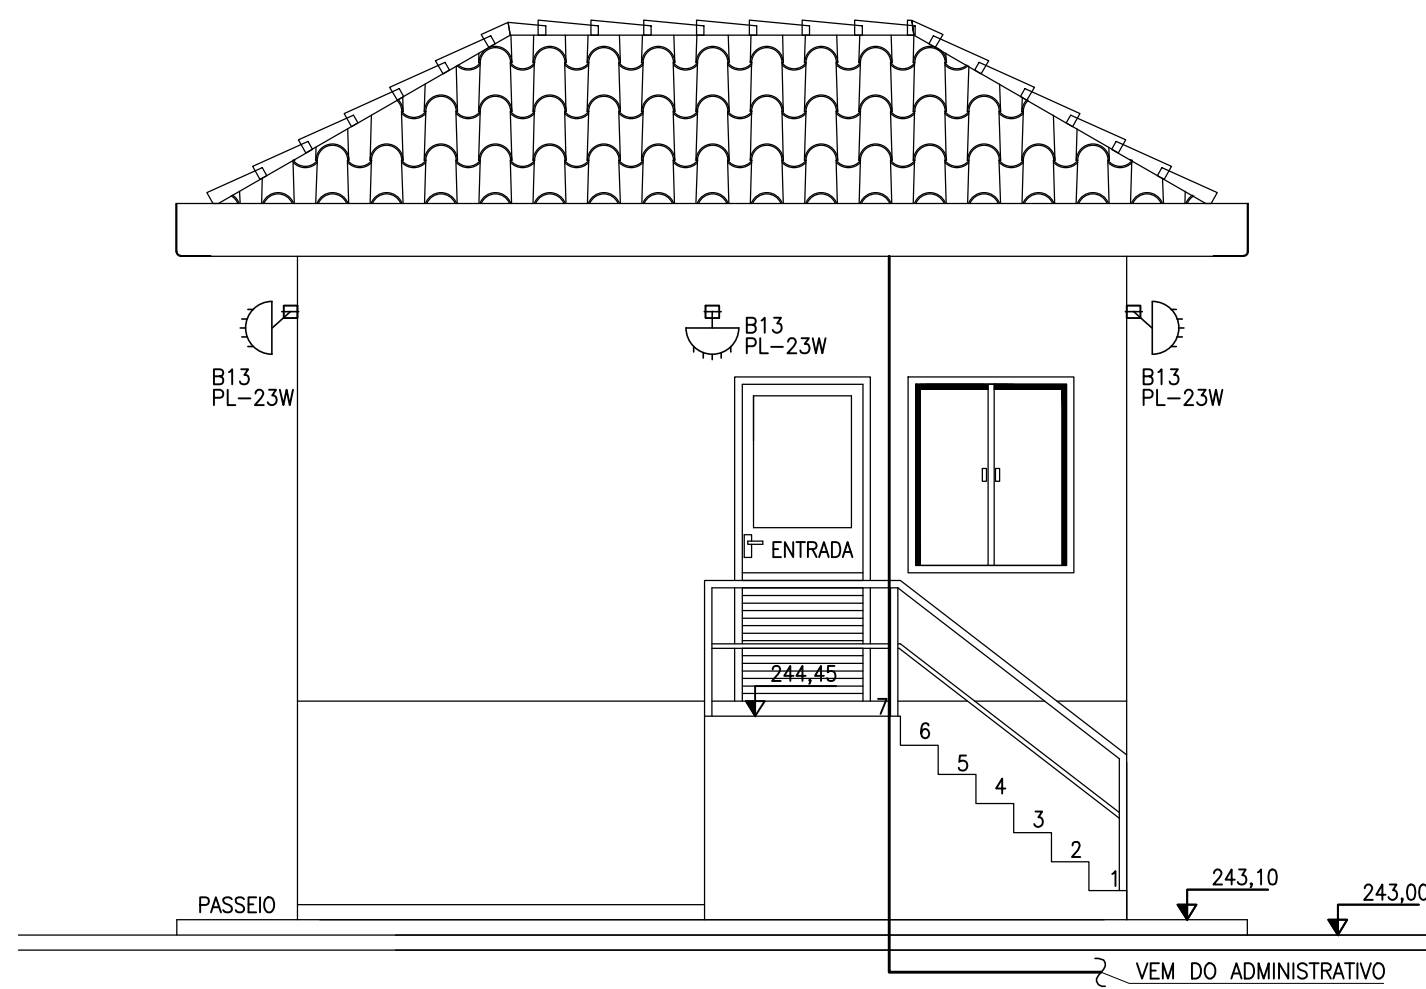 B13
PL-23W
B13
PL-23W
B13
PL-23W
ENTRADA
244,45
7
6
5
4
3
2
1
PASSEIO
243,10
243,00
VEM DO ADMINISTRATIVO